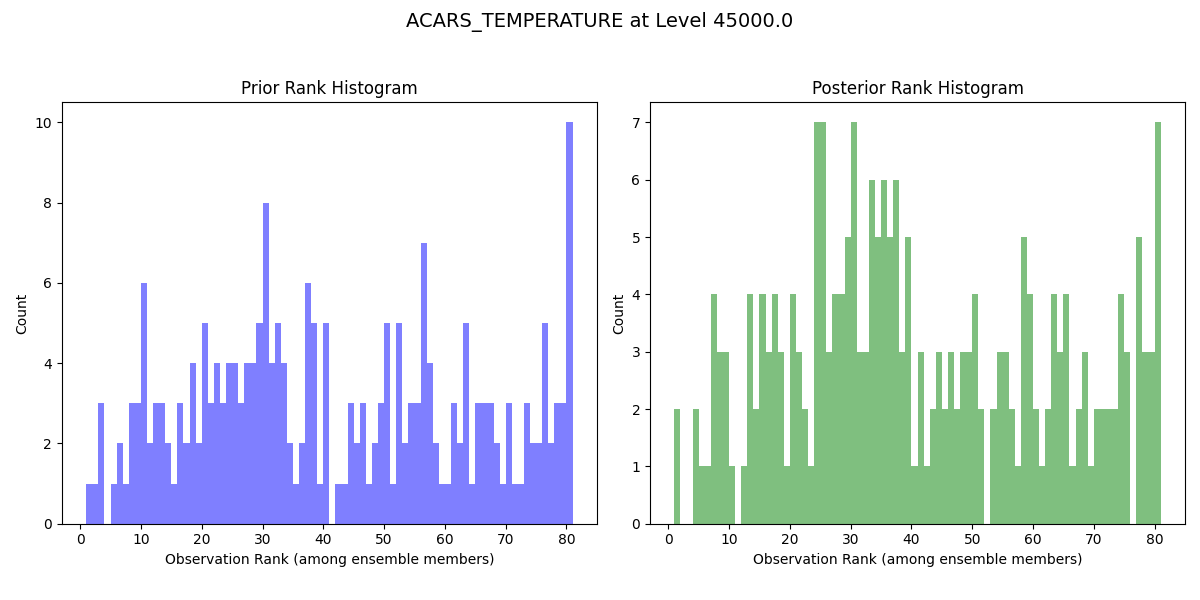 ACARS_TEMPERATURE at Level 45000.0
Prior Rank Histogram
Count
10
8
6
4
2
0
0 10 20 30 40 50 60 70 80
Observation Rank (among ensemble members)
Posterior Rank Histogram
Count
7
6
5
4
3
2
1
0
0 10 20 30 40 50 60 70 80
Observation Rank (among ensemble members)